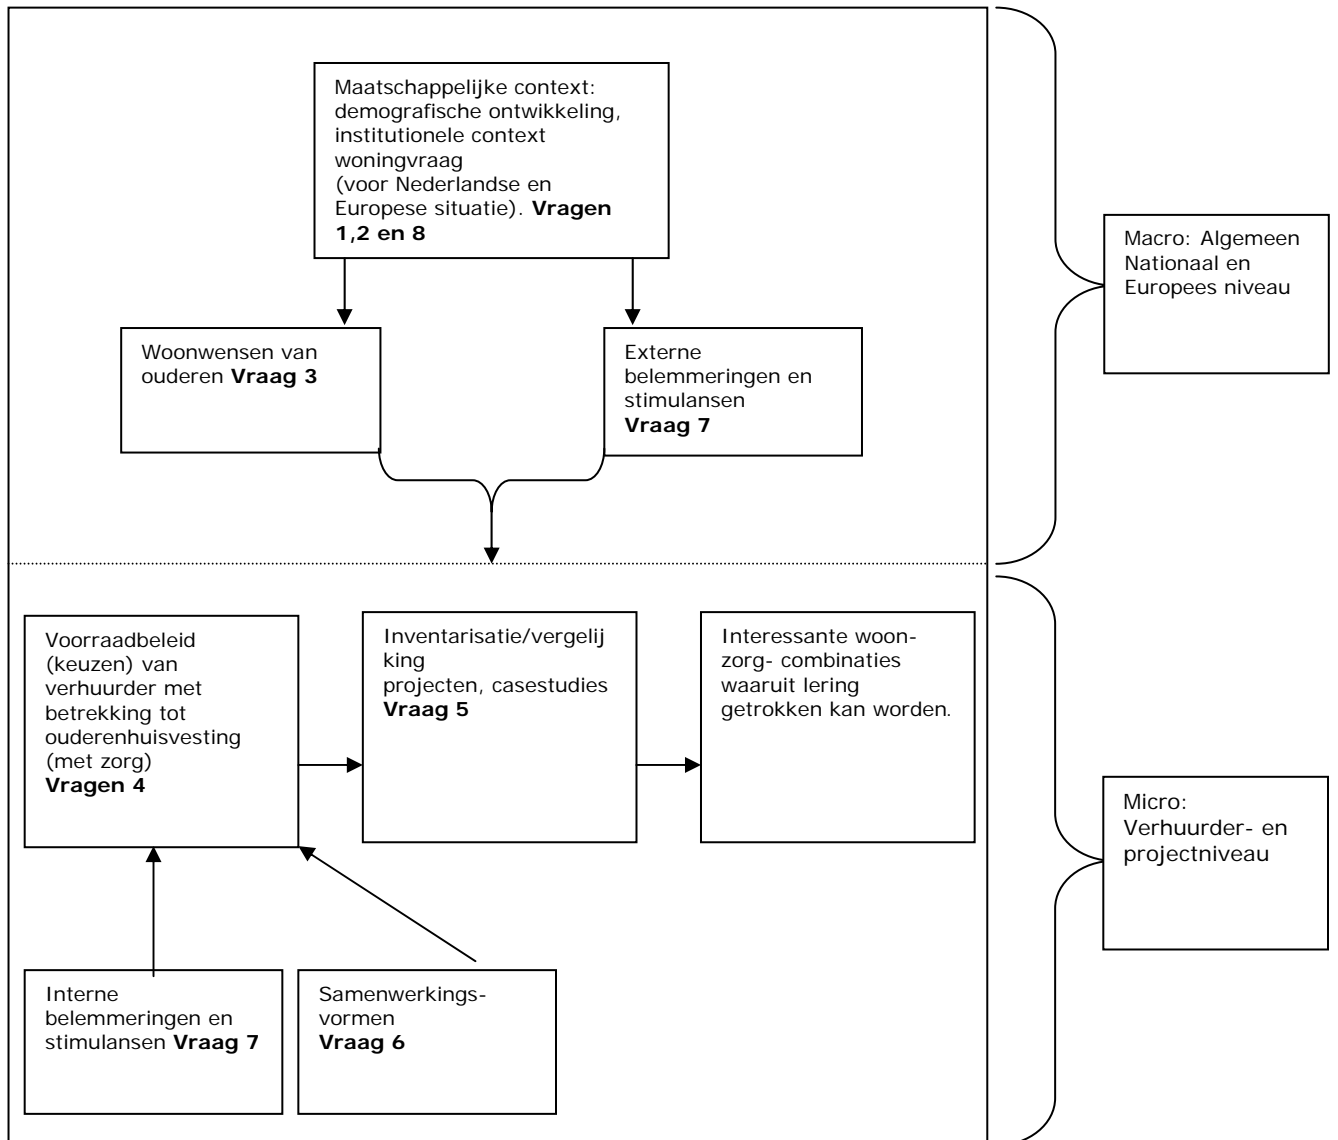 Maatschappelijke context:
demografische ontwikkeling,
institutionele context
woningvraag
(voor Nederlandse en
Europese situatie). Vragen
1,2 en 8
Macro: Algemeen
Nationaal en
Europees niveau
Woonwensen van
ouderen Vraag 3
Externe
belemmeringen en
stimulansen
Vraag 7
Voorraadbeleid
(keuzen) van
verhuurder met
betrekking tot
ouderenhuisvesting
(met zorg)
Vragen 4
Inventarisatie/vergelij
king
projecten, casestudies
Vraag 5
Interessante woon-
zorg- combinaties
waaruit lering
getrokken kan worden.
Micro:
Verhuurder- en
projectniveau
Interne
belemmeringen en
stimulansen Vraag 7
Samenwerkings-
vormen
Vraag 6